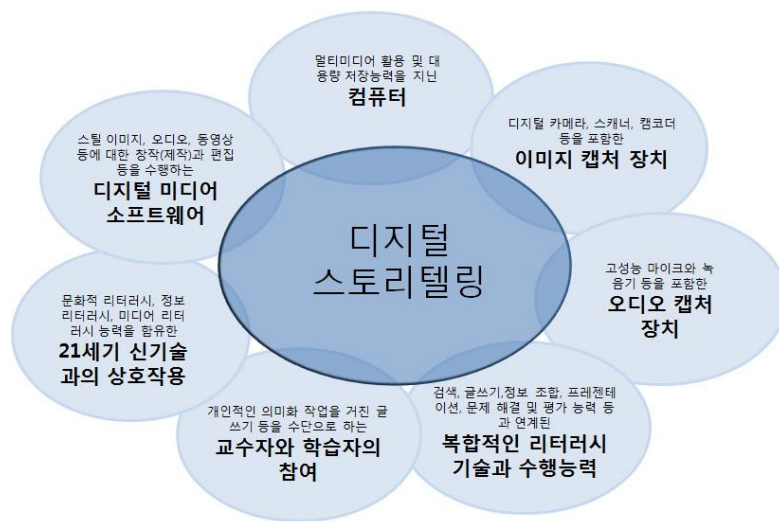 멀티미디어 활용 및 대
용량 저장능력을 지닌
컴퓨터
디지털 카메라, 스캐너, 캠코더
등을 포함한
이미지 캡처 장치
고성능 마이크와 녹
음기 등을 포함한
오디오 캡처
장치
검색, 글쓰기,정보 조합, 프레젠테
이션, 문제 해결 및 평가 능력 등
과 연계된
복합적인 리터러시
기술과 수행능력
개인적인 의미화 작업을 거친 글
쓰기 등을 수단으로 하는
교수자와 학습자의
참여
문화적 리터러시, 정보
리터러시, 미디어 리터
러시 능력을 함유한
21세기 신기술
과의 상호작용
스틸 이미지, 오디오, 동영상
등에 대한 창작(제작)과 편집
등을 수행하는
디지털 미디어
소프트웨어
디지털
스토리텔링